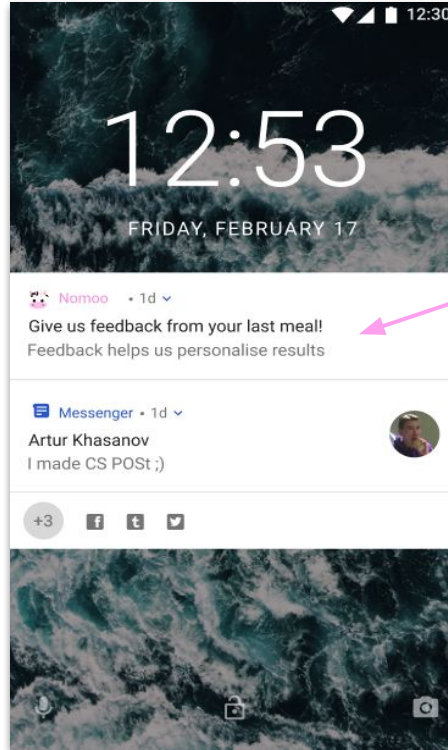 12:30
12:53
FRIDAY, FEBRUARY 17
Nomoo • 1d
Give us feedback from your last meal!
Feedback helps us personalise results
Messenger • 1d
Artur Khasanov
I made CS POSt ;)
+3